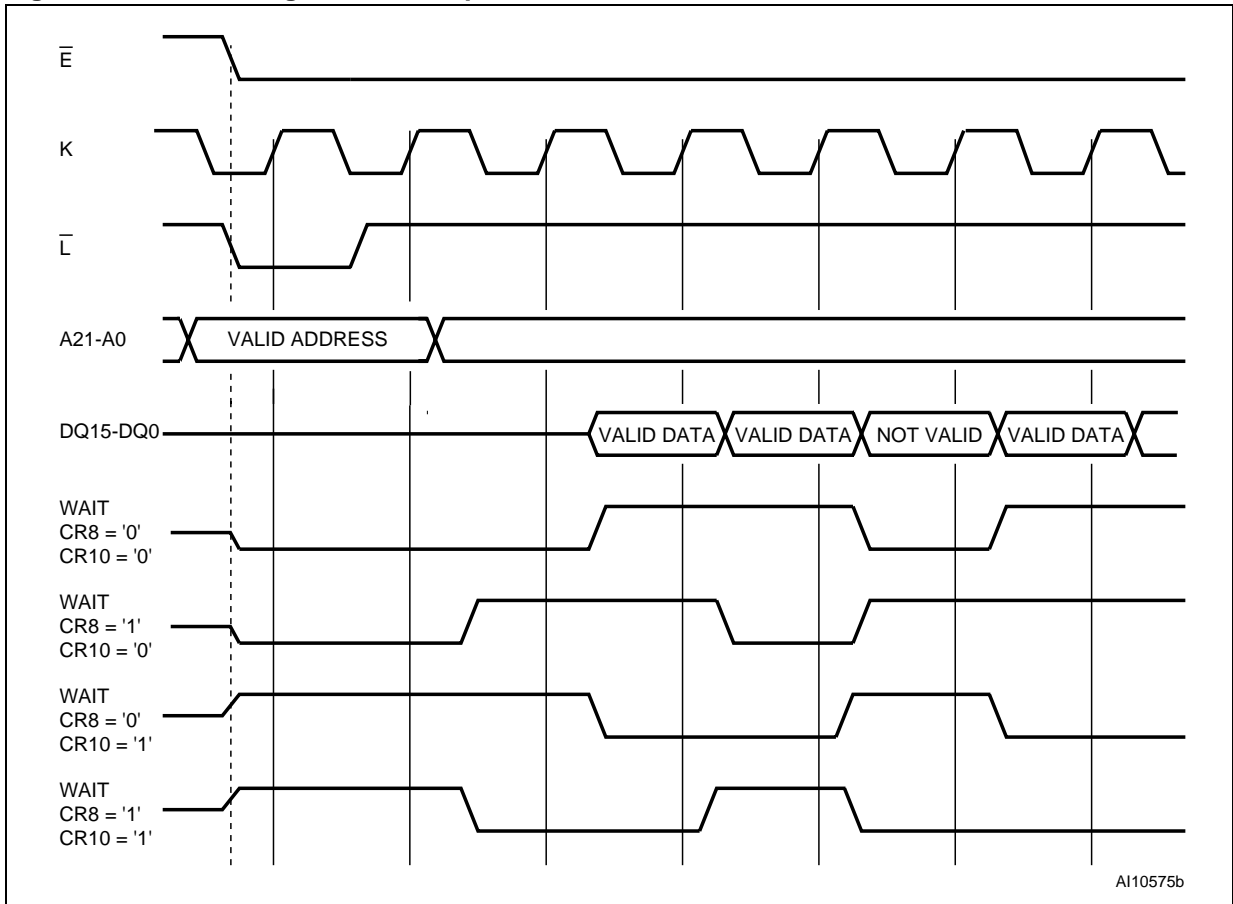 E
K
L
A21-A0
VALID ADDRESS
DQ15-DQ0
VALID DATA VALID DATA NOT VALID VALID DATA
WAIT
CR8 = '0'
CR10 = '0'
WAIT
CR8 = '1'
CR10 = '0'
WAIT
CR8 = '0'
CR10 = '1'
WAIT
CR8 = '1'
CR10 = '1'
AI10575b